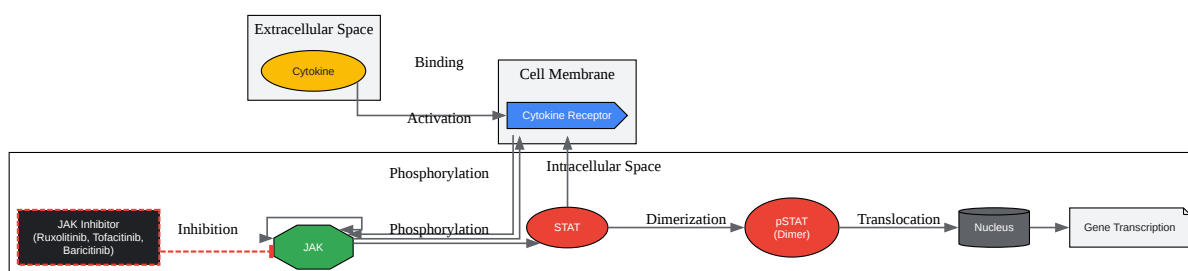 Extracellular Space
Cytokine
Binding
Cell Membrane
Cytokine Receptor
Activation
Phosphorylation
Intracellular Space
JAK Inhibitor
(Ruxolitinib, Tofacitinib,
Baricitinib)
Inhibition
JAK
Phosphorylation
STAT
Dimerization
pSTAT
(Dimer)
Translocation
Nucleus
Gene Transcription